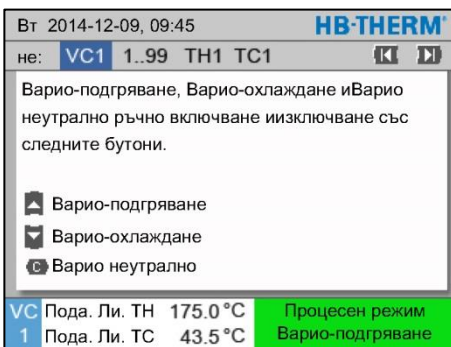 Вт 2014-12-09, 09:45 HB-THERM®
не: VC1 1..99 TH1 TC1
Варио-подгряване, Варио-охлаждане иВарио
неутрално ръчно включване иизключване със
следните бутони.
Варио-подгряване
Варио-охлаждане
C Варио неутрално
VC Пода. Ли. TH 175.0 °C Процесен режим
1 Пода. Ли. TC 43.5 °C Варио-подгряване